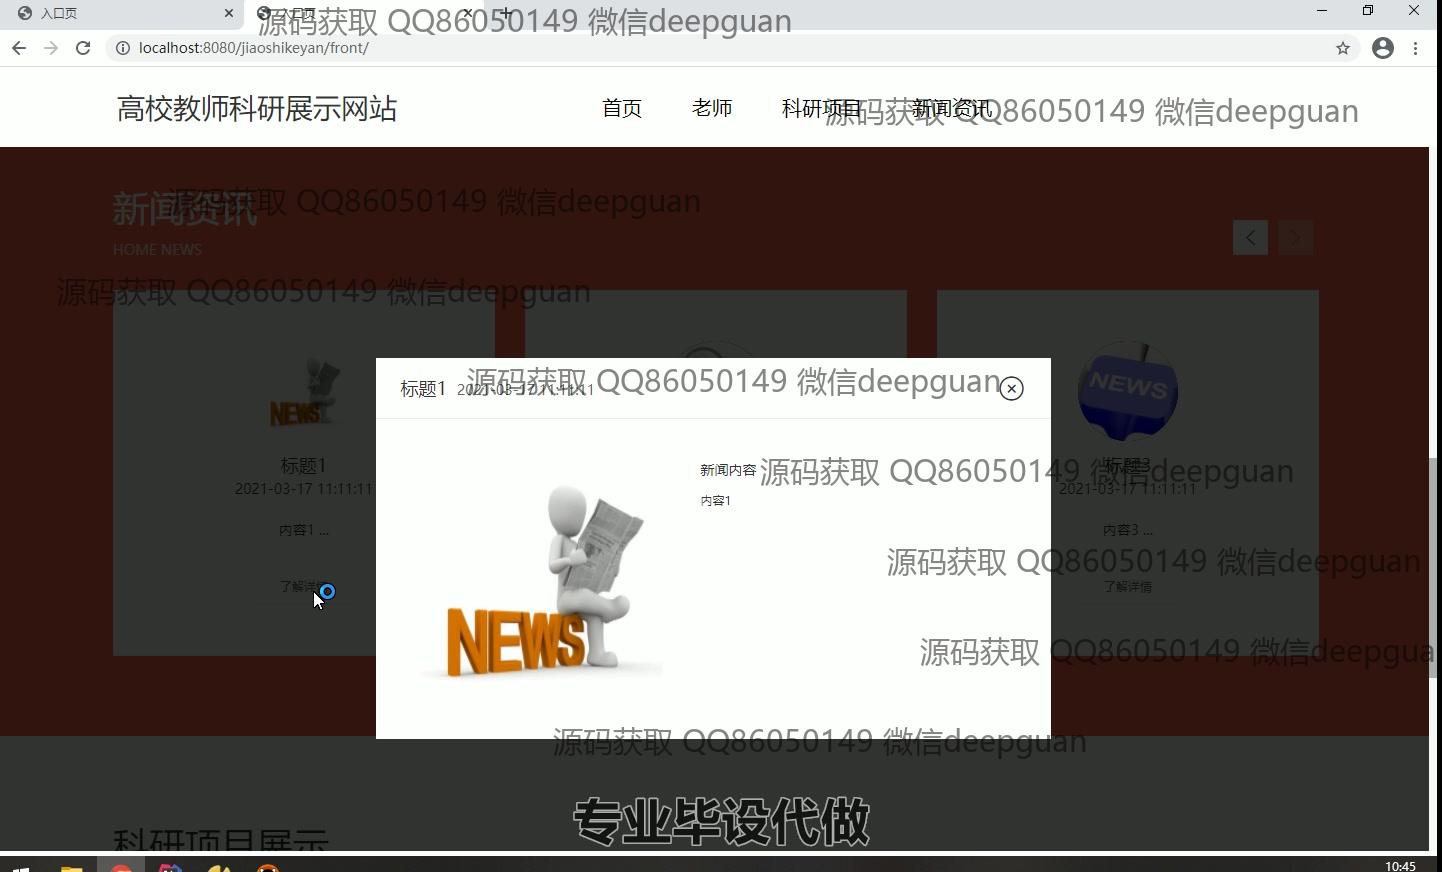 入口页
入口页
源码获取 QQ86050149 微信deepguan
localhost:8080/jiaoshikeyan/front/
高校教师科研展示网站
首页
老师
科研项目
新闻资讯
源码获取 QQ86050149 微信deepguan
新闻资讯
源码获取 QQ86050149 微信deepguan
HOME NEWS
源码获取 QQ86050149 微信deepguan
标题1 2021-03-17 11:11:11
源码获取 QQ86050149 微信deepguan
NEWS
NEWS
标题1
2021-03-17 11:11:11
内容1 ...
了解详情
新闻内容
源码获取 QQ86050149 微信deepguan
内容1
NEWS
标题3
2021-03-17 11:11:11
内容3 ...
源码获取 QQ86050149 微信deepguan
了解详情
源码获取 QQ86050149 微信deepgua
源码获取 QQ86050149 微信deepguan
专业毕设代做
科研项目展示
10:45